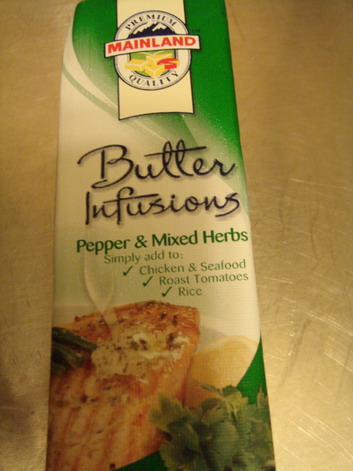 PREMIUM
MAINLAND
QUALITY
Butter
Infusions
Pepper & Mixed Herbs
Simply add to:
✓ Chicken & Seafood
✓ Roast Tomatoes
✓ Rice